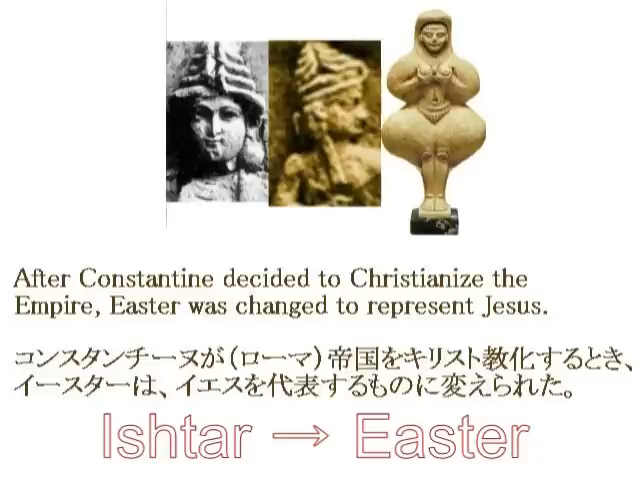 After Constantine decided to Christianize the
Empire, Easter was changed to represent Jesus.
コンスタンチーヌが（ローマ）帝国をキリスト教化するとき、
イースターは、イエスを代表するものに変えられた。
Ishtar → Easter